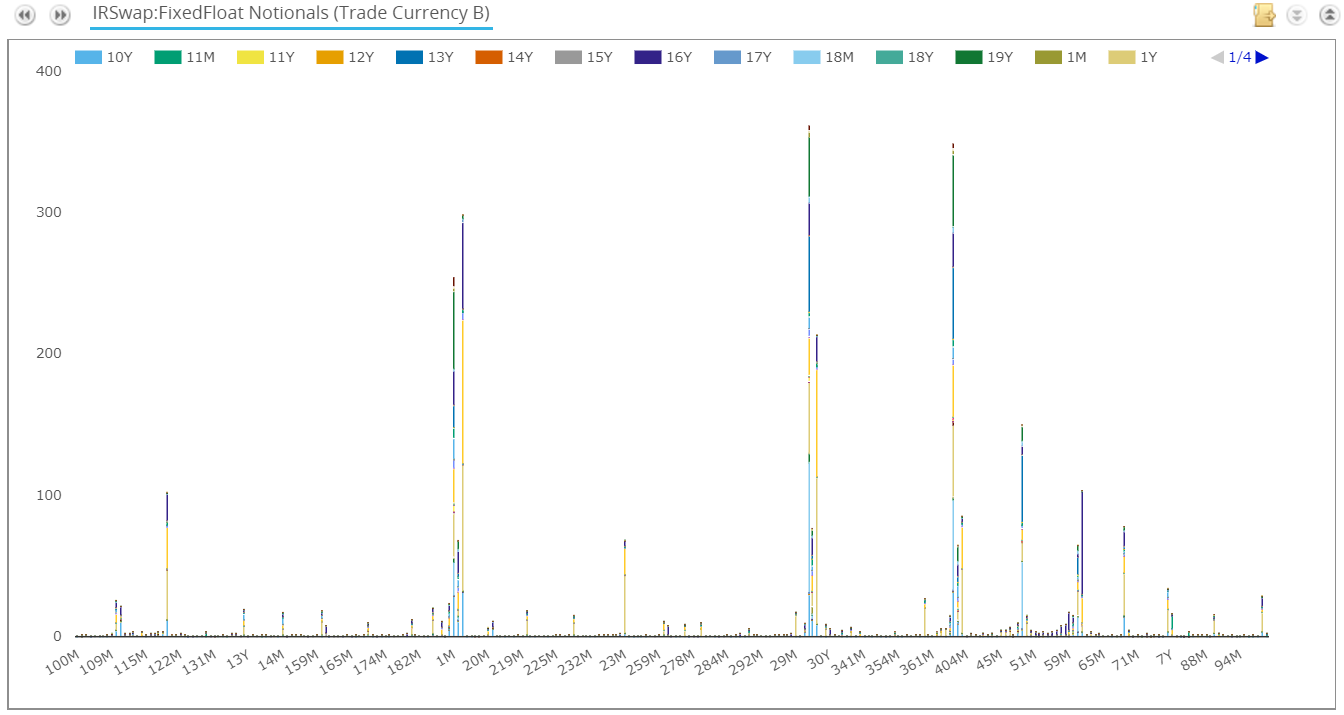 IRSwap:FixedFloat Notionals (Trade Currency B)
10Y 11M 11Y 12Y 13Y 14Y 15Y 16Y 17Y 18M 18Y 19Y 1M 1Y 1/4
400
300
200
100
0
100M 109M 115M 122M 131M 13Y 14M 159M 165M 174M 182M 1M 20M 219M 225M 232M 23M 259M 278M 284M 292M 29M 30Y 341M 354M 361M 404M 45M 51M 59M 65M 71M 7Y 88M 94M